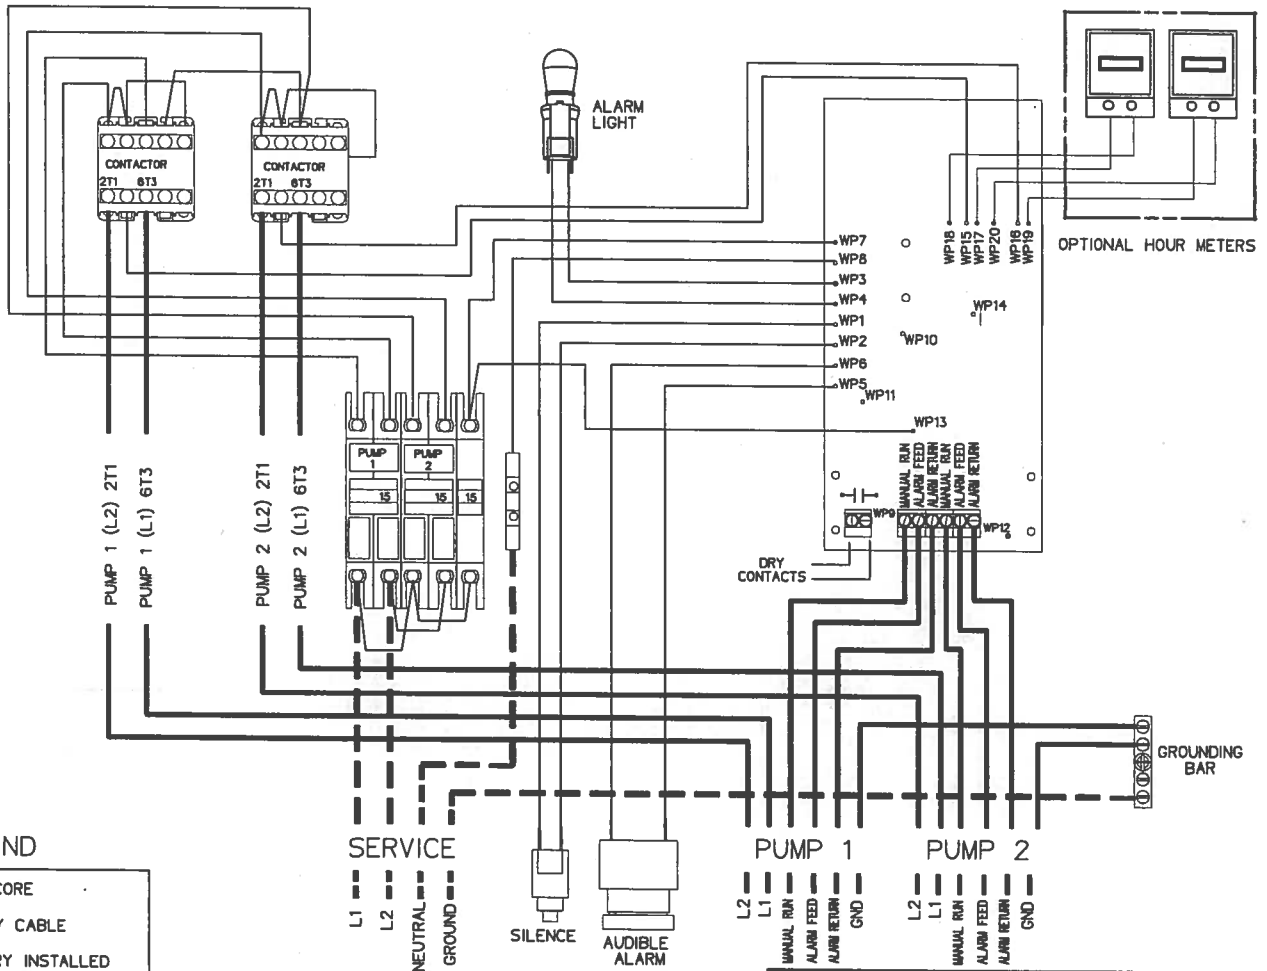 ALARM
LIGHT
CONTACTOR
2T1 6T3
CONTACTOR
2T1 6T3
OPTIONAL HOUR METERS
WP18
WP15
WP17
WP20
WP16
WP19
WP7
WP8
WP3
WP4
WP1
WP2
WP6
WP5
WP14
WP10
WP11
WP13
MANUAL RUN
ALARM FEED
ALARM RETURN
MANUAL RUN
ALARM FEED
ALARM RETURN
WP9
WP12
DRY
CONTACTS
PUMP
1
PUMP
2
15
15
15
PUMP 1 (L2) 2T1
PUMP 1 (L1) 6T3
PUMP 2 (L2) 2T1
PUMP 2 (L1) 6T3
GROUNDING
BAR
SERVICE
L1
L2
NEUTRAL
GROUND
SILENCE
AUDIBLE
ALARM
PUMP 1
L2
L1
MANUAL RUN
ALARM FEED
ALARM RETURN
GND
PUMP 2
L2
L1
MANUAL RUN
ALARM FEED
ALARM RETURN
GND
ND
CORE
Y CABLE
RY INSTALLED